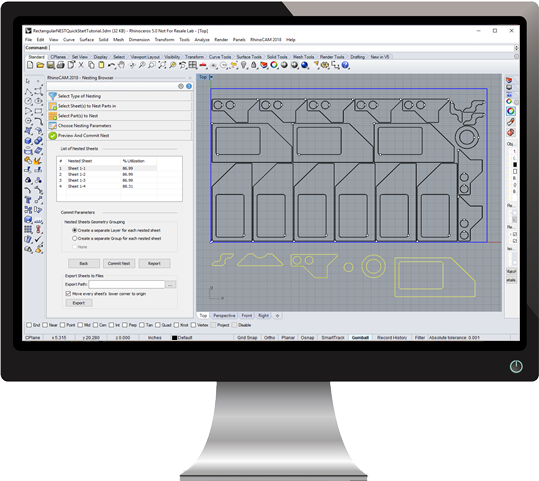 RectangularNESTQuickStartTutorial.3dm (32 KB) - Rhinoceros 5.0 Not For Resale Lab - [Top]
File Edit View Curve Surface Solid Mesh Dimension Transform Tools Analyze Render Panels RhinoCAM 2018 Help
Command:
Standard CPlanes Set View Display Select Viewport Layout Visibility Transform Curve Tools Surface Tools Solid Tools Mesh Tools Render Tools Drafting New in V5
RhinoCAM 2018 - Nesting Browser
Select Type of Nesting
Select Sheet(s) to Nest Parts in
Select Part(s) to Nest
Choose Nesting Parameters
Preview And Commit Nest
List of Nested Sheets
# Nested Sheet % Utilization
1 Sheet 1-1 86.99
2 Sheet 1-2 86.99
3 Sheet 1-3 86.99
4 Sheet 1-4 86.51
Commit Parameters
Nested Sheets Geometry Grouping
Create a separate Layer for each nested sheet
Create a separate Group for each nested sheet
None
Back Commit Nest Report
Export Sheets to Files
Export Path: ...
Move every sheet's lower corner to origin
Export
Top
Top Perspective Front Right
End Near Point Mid Cen Int Perp Tan Quad Knot Vertex Project Disable
CPlane x 5.315 y 20.280 z 0.000 Inches Default Grid Snap Ortho Planar Osnap SmartTrack Gumball Record History Filter Absolute tolerance: 0.001